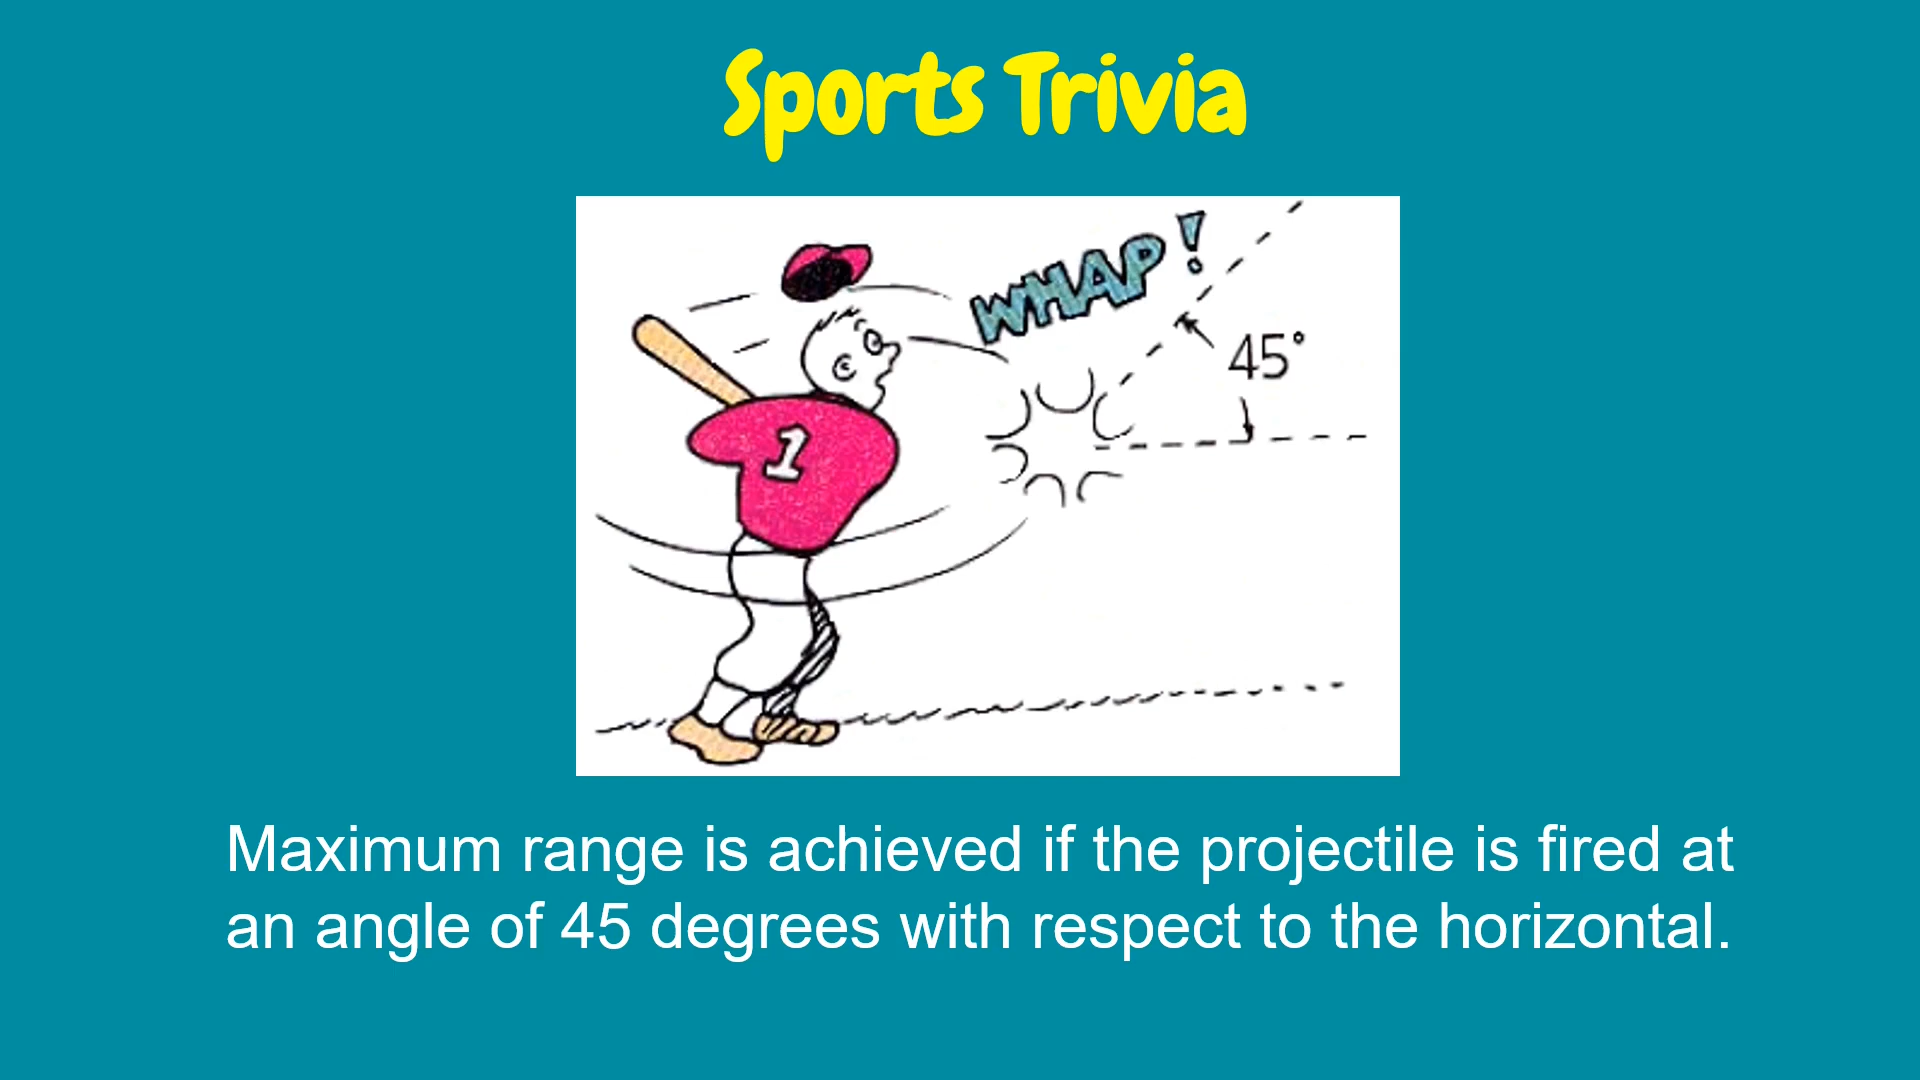 Sports Trivia
WHAP!
45°
1
Maximum range is achieved if the projectile is fired at
an angle of 45 degrees with respect to the horizontal.